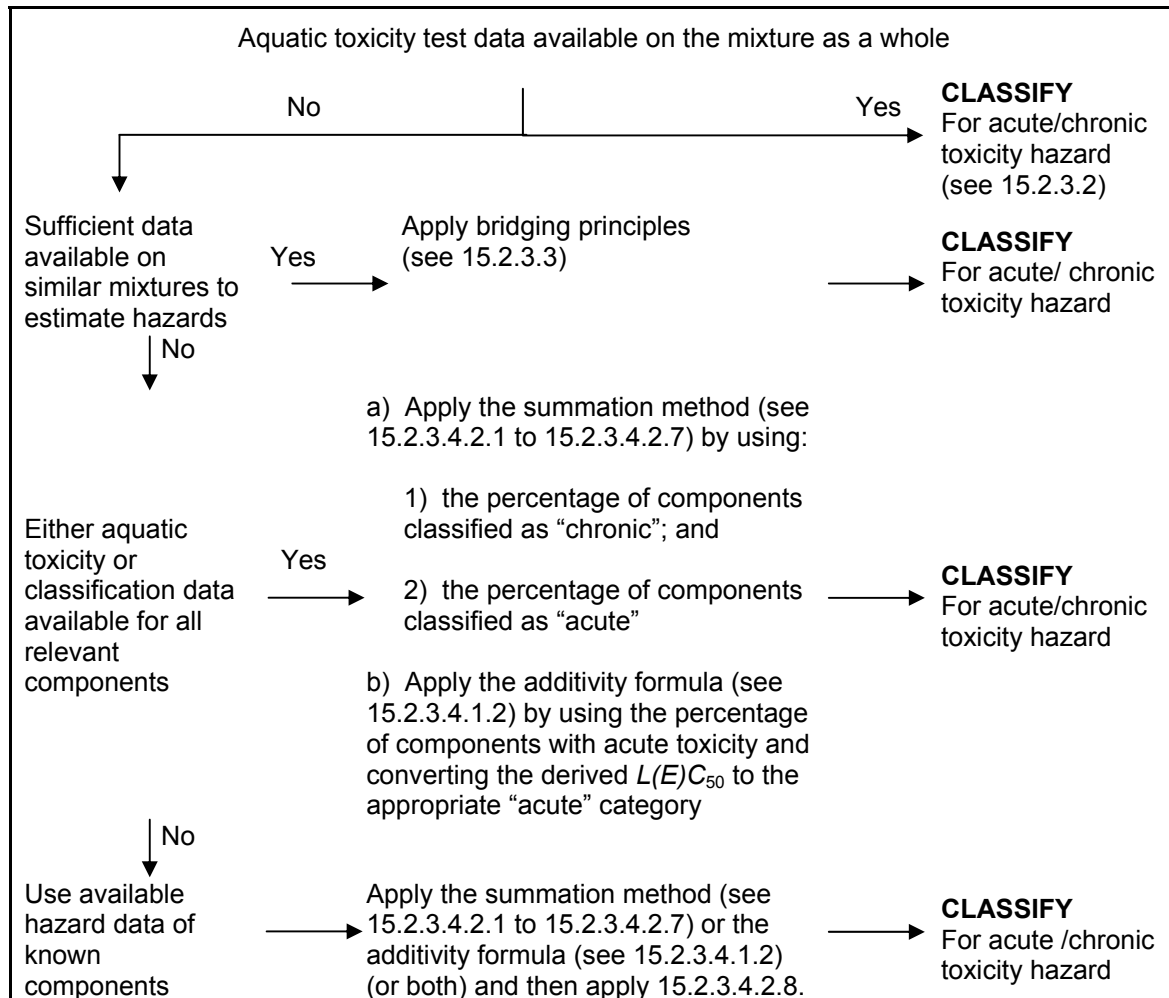 Aquatic toxicity test data available on the mixture as a whole
No
Yes
CLASSIFY
For acute/chronic
toxicity hazard
(see 15.2.3.2)
Sufficient data
available on
similar mixtures to
estimate hazards
Yes
Apply bridging principles
(see 15.2.3.3)
CLASSIFY
For acute/ chronic
toxicity hazard
No
Either aquatic
toxicity or
classification data
available for all
relevant
components
Yes
a) Apply the summation method (see
15.2.3.4.2.1 to 15.2.3.4.2.7) by using:
1) the percentage of components
classified as “chronic”; and
2) the percentage of components
classified as “acute”
b) Apply the additivity formula (see
15.2.3.4.1.2) by using the percentage
of components with acute toxicity and
converting the derived L(E)C50 to the
appropriate “acute” category
CLASSIFY
For acute/chronic
toxicity hazard
No
Use available
hazard data of
known
components
Apply the summation method (see
15.2.3.4.2.1 to 15.2.3.4.2.7) or the
additivity formula (see 15.2.3.4.1.2)
(or both) and then apply 15.2.3.4.2.8.
CLASSIFY
For acute /chronic
toxicity hazard